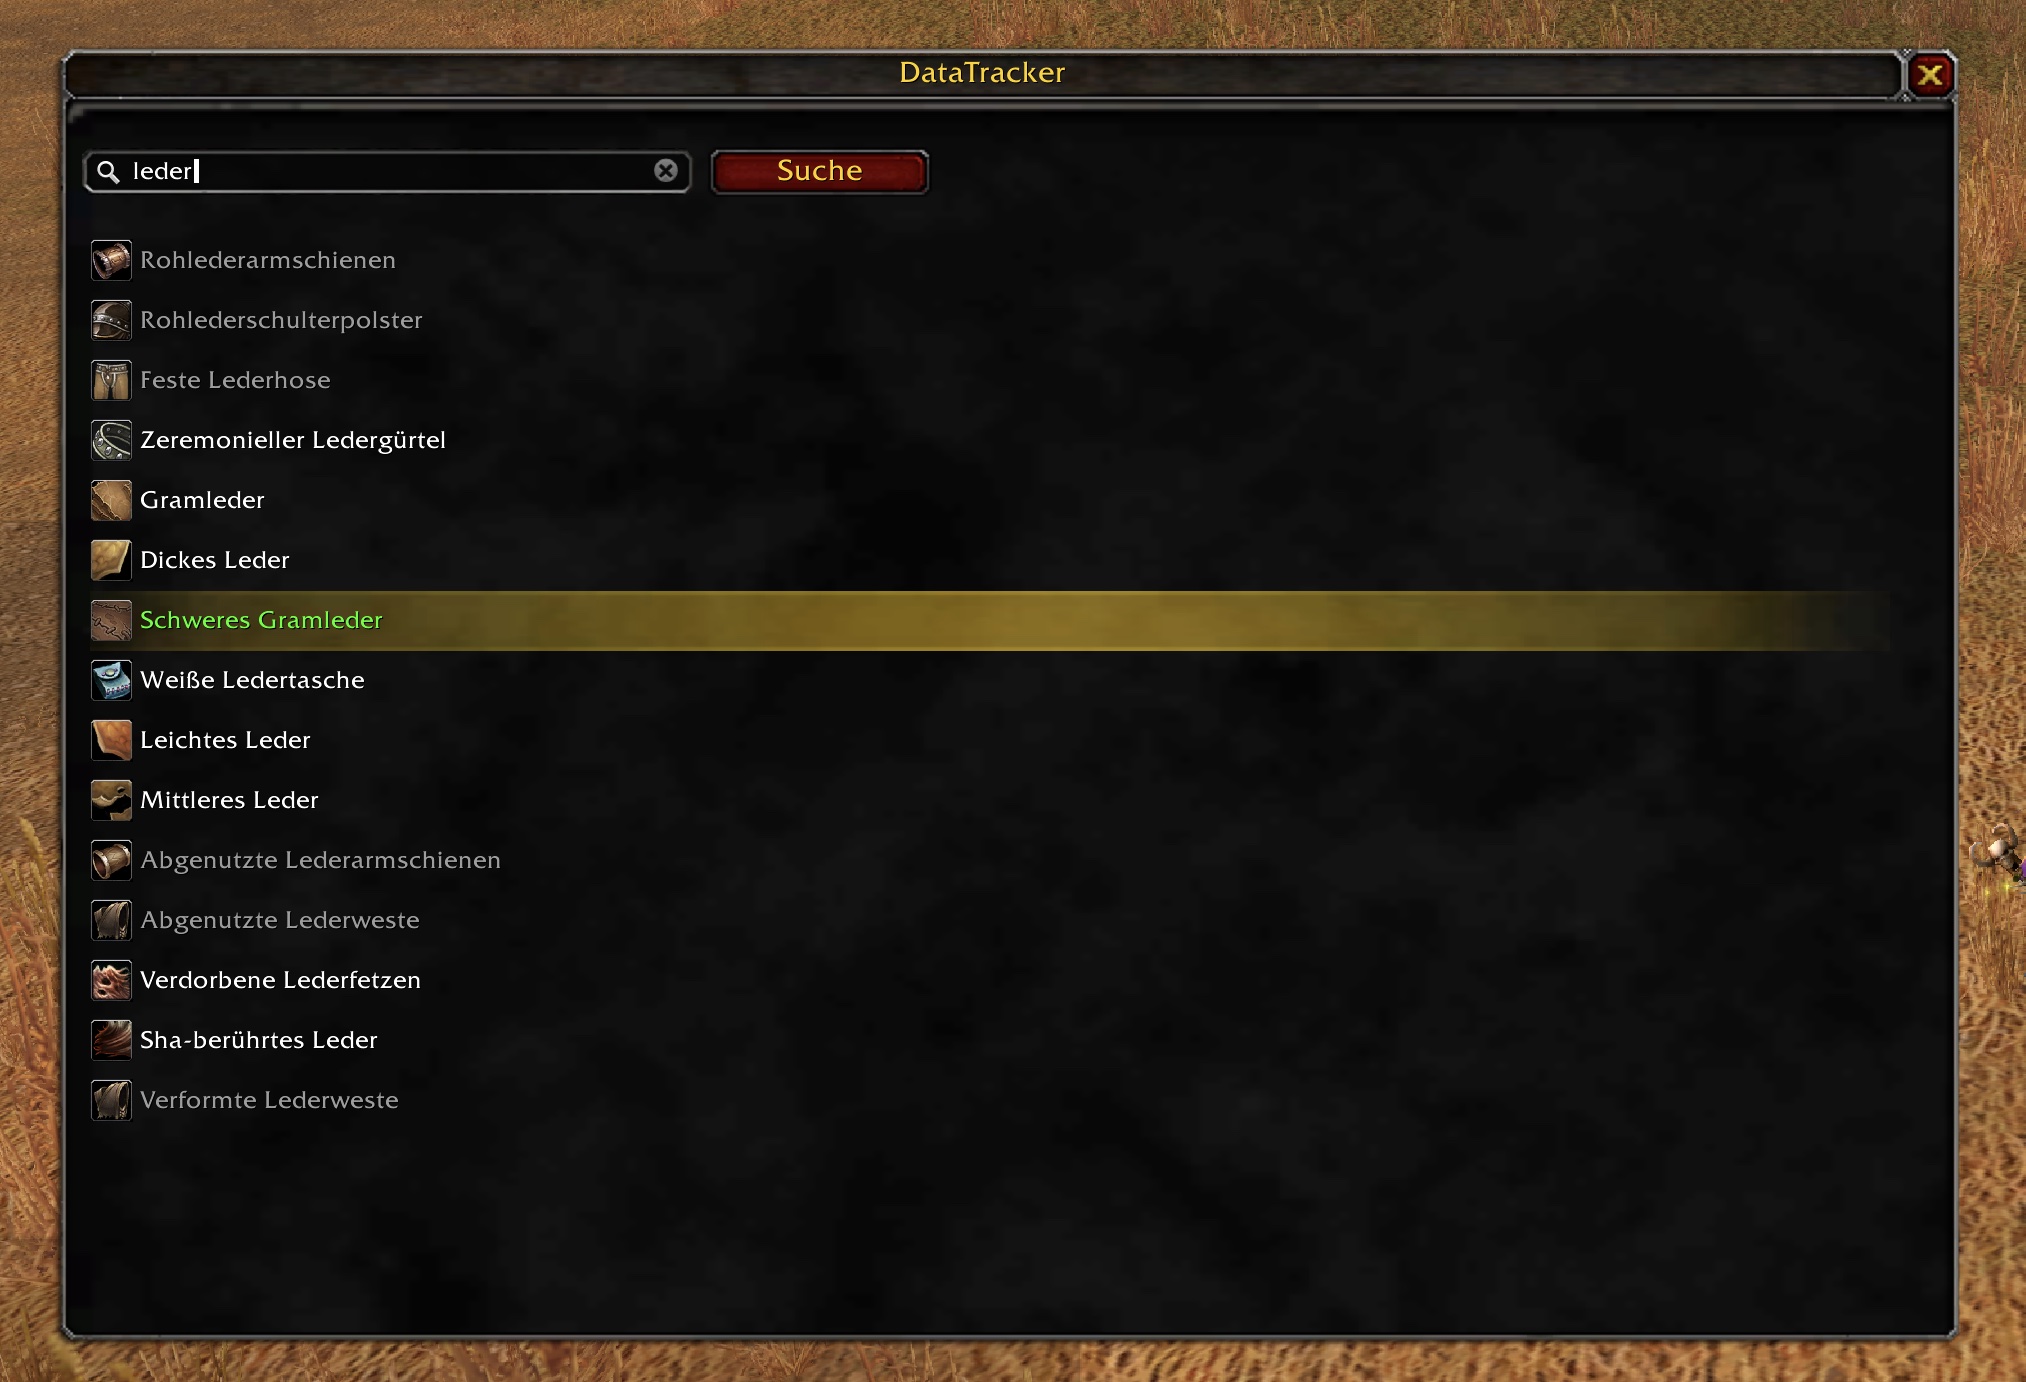 DataTracker
leder
Suche
Rohlederarmschienen
Rohlederschulterpolster
Feste Lederhose
Zeremonieller Ledergürtel
Gramleder
Dickes Leder
Schweres Gramleder
Weiße Ledertasche
Leichtes Leder
Mittleres Leder
Abgenutzte Lederarmschienen
Abgenutzte Lederweste
Verdorbene Lederfetzen
Sha-berührtes Leder
Verformte Lederweste